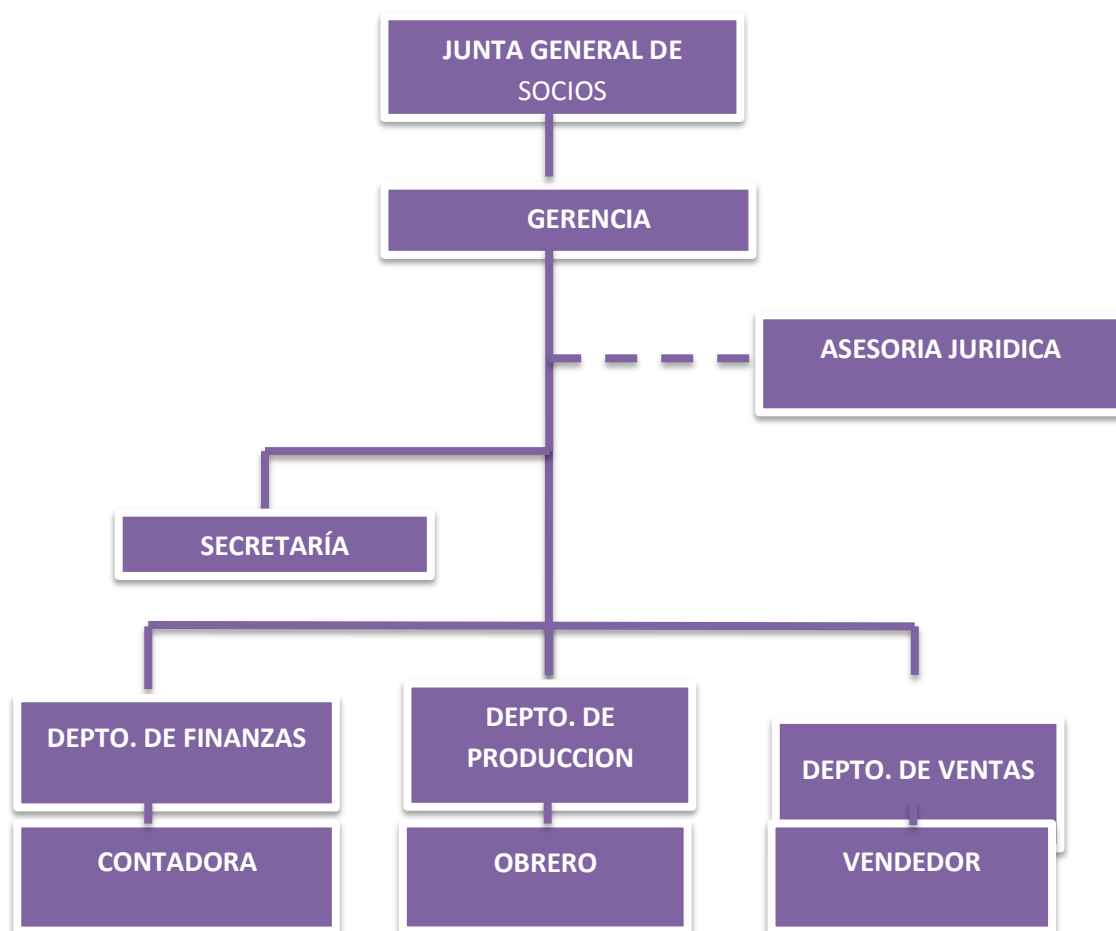 JUNTA GENERAL DE
SOCIOS
GERENCIA
ASESORIA JURIDICA
SECRETARÍA
DEPTO. DE FINANZAS
DEPTO. DE
PRODUCCION
DEPTO. DE VENTAS
CONTADORA
OBRERO
VENDEDOR